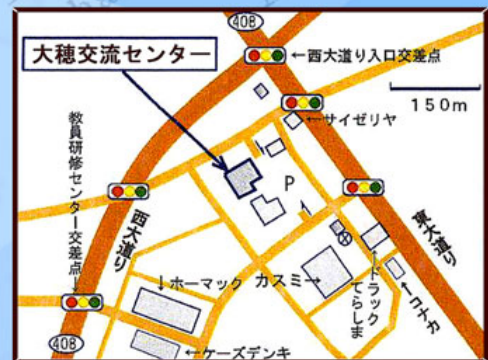 408
大穂交流センター
←西大通り入口交差点
150m
サイゼリヤ
教員研修センター交差点
P
西大通り
東大通り
↓ホーマック
カスミ→
ドラックてらしま
↑コナカ
408
←ケーズデンキ